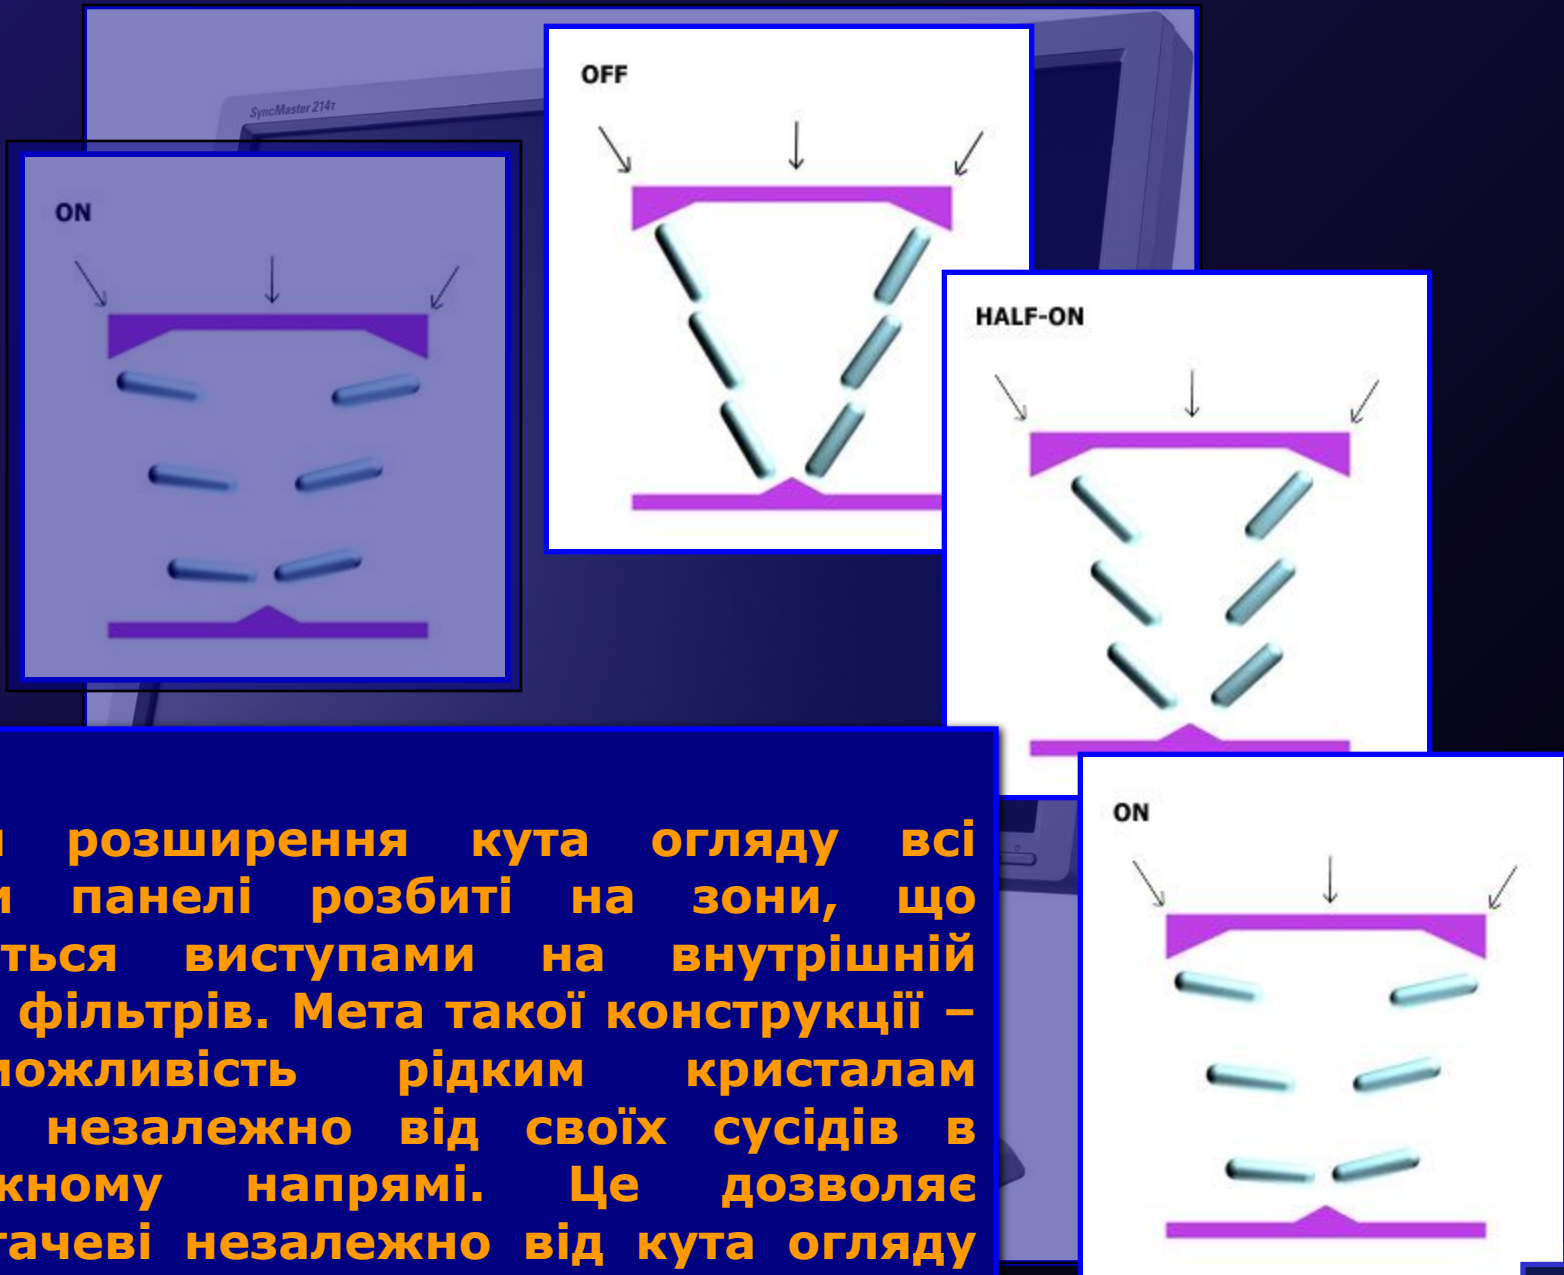 SyncMaster 214T
OFF
ON
HALF-ON
ON
розширення кута огляду всі
панелі розбиті на зони, що
ться виступами на внутрішній
фільтрів. Мета такої конструкції –
можливість рідким кристалам
незалежно від своїх сусідів в
кному напрямі. Це дозволяє
гачеві незалежно від кута огляду